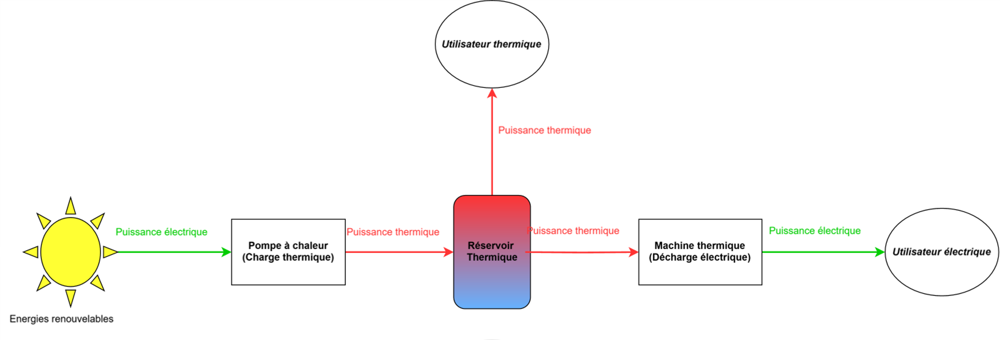 Utilisateur thermique
Puissance thermique
Puissance électrique
Pompe à chaleur
(Charge thermique)
Puissance thermique
Réservoir
Thermique
Puissance thermique
Machine thermique
(Décharge électrique)
Puissance électrique
Utilisateur électrique
Energies renouvelables